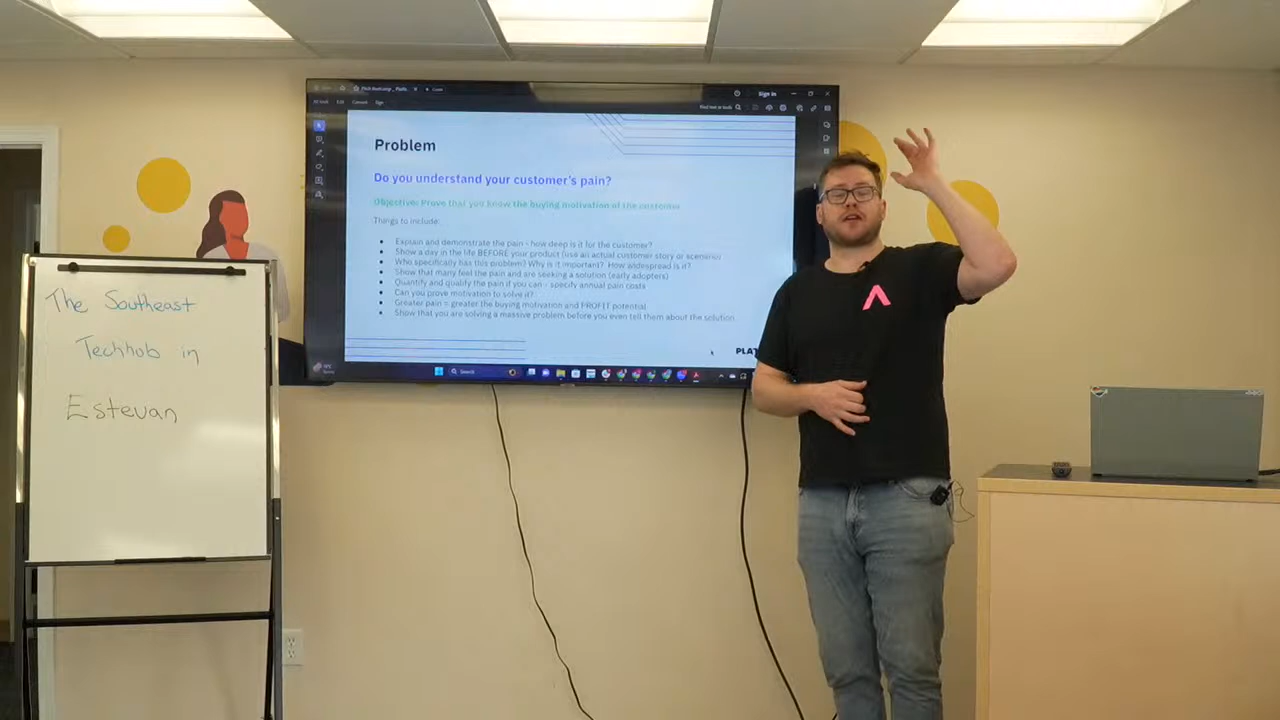 The Southeast
Techhub in
Estevan
Sign in
Search
Problem
Do you understand your customer's pain?
Objective: Prove that you know the buying motivation of the customer
Things to include:
Explain and demonstrate the pain - how deep is it for the customer?
Show a day in the life BEFORE your product (use an actual customer story or scenario)
Who specifically has this problem? Why is it important? How widespread is it?
Show that many feel the pain and are seeking a solution (early adopters)
Quantify and qualify the pain if you can - specify annual pain costs
Can you prove motivation to solve it?
Greater pain = greater the buying motivation and PROFIT potential
Show that you are solving a massive problem before you even tell them about the solution
PLAT